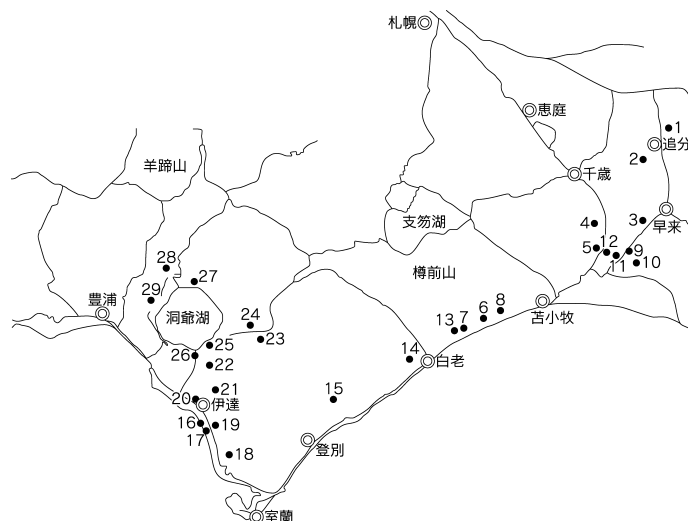 札幌
恵庭
1
追分
2
羊蹄山
千歳
支笏湖
4
3
早来
5
12
9
11
10
28
樽前山
27
29
豊浦
洞爺湖
24
23
13
7
6
8
苫小牧
25
26
22
14
白老
21
20
伊達
15
16
19
17
登別
18
室蘭